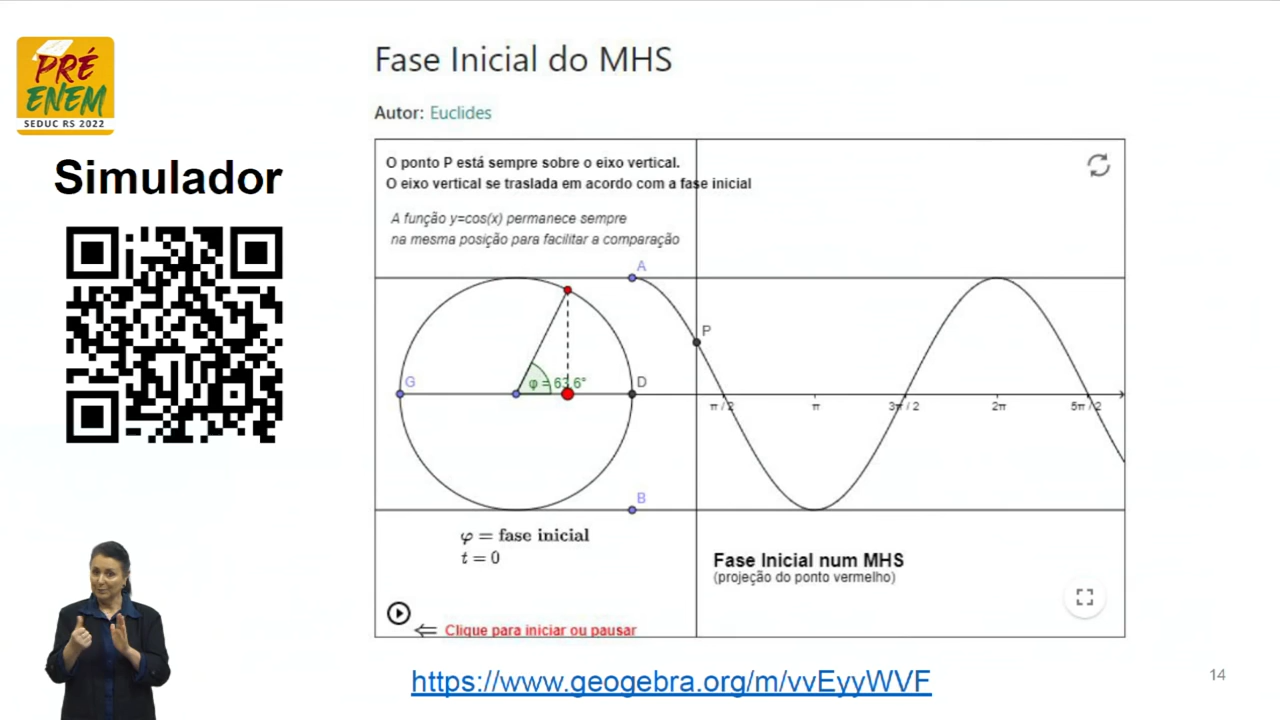 PRÉ
ENEM
SEDUC RS 2022
Simulador
Fase Inicial do MHS
Autor: Euclides
O ponto P está sempre sobre o eixo vertical.
O eixo vertical se traslada em acordo com a fase inicial
A função y=cos(x) permanece sempre
na mesma posição para facilitar a comparação
A
P
G
φ = 63,6°
D
π / 2
π
3π / 2
2π
5π / 2
B
φ = fase inicial
t = 0
Fase Inicial num MHS
(projeção do ponto vermelho)
Clique para iniciar ou pausar
https://www.geogebra.org/m/vvEyyWVF
14